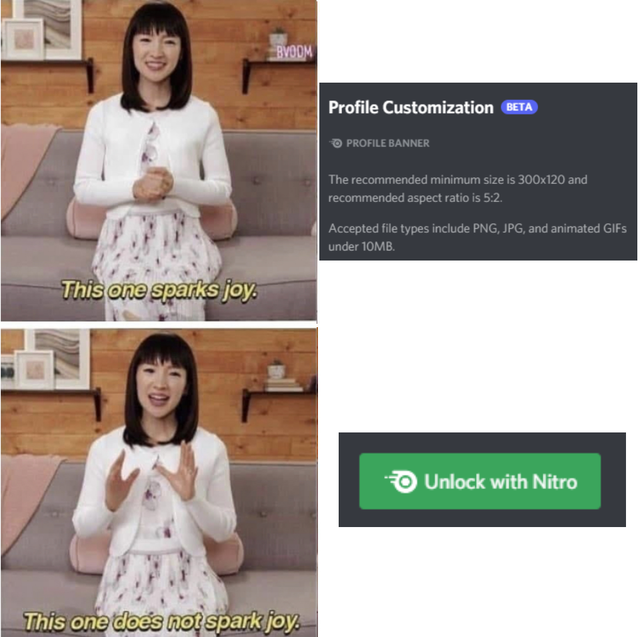 BVDDM
Profile Customization BETA
PROFILE BANNER
The recommended minimum size is 300x120 and
recommended aspect ratio is 5:2.
Accepted file types include PNG, JPG, and animated GIFs
under 10MB.
This one sparks joy.
Unlock with Nitro
This one does not spark joy.